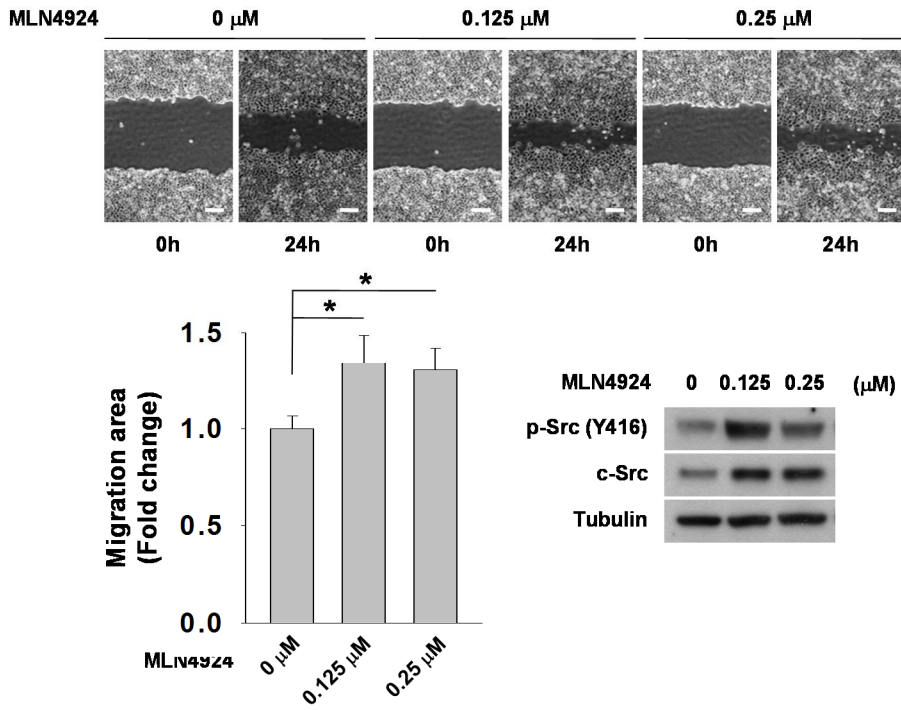 MLN4924 0 μM 0.125 μM 0.25 μM
0h 24h 0h 24h 0h 24h
* 
*
Migration area
(Fold change)
1.5
1.0
0.5
0.0
MLN4924 0 μM 0.125 μM 0.25 μM
MLN4924 0 0.125 0.25 (μM)
p-Src (Y416)
c-Src
Tubulin